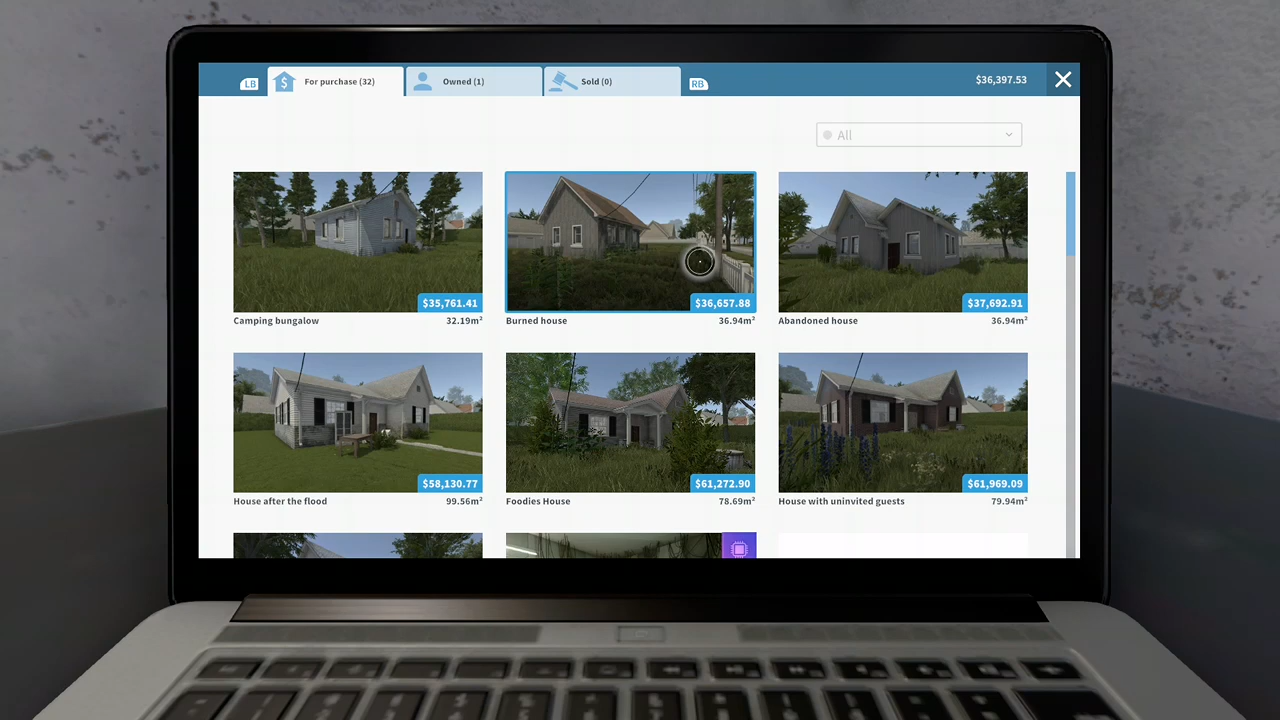 LB
For purchase (32)
Owned (1)
Sold (0)
RB
$36,397.53
All
$35,761.41
$36,657.88
$37,692.91
Camping bungalow 32.19m²
Burned house 36.94m²
Abandoned house 36.94m²
$58,130.77
$61,272.90
$61,969.09
House after the flood 99.56m²
Foodies House 78.69m²
House with uninvited guests 79.94m²